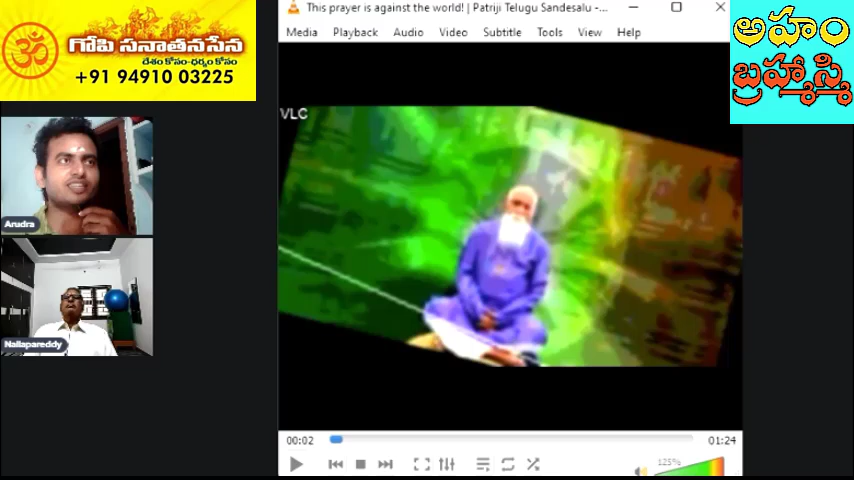 గోపి సనాతనసేన
దేశం కోసం-ధర్మం కోసం
+91 94910 03225
This prayer is against the world! | Patriji Telugu Sandesalu -...
Media Playback Audio Video Subtitle Tools View Help
అహం
బ్రహ్మాస్మి
VLC
Arudra
Nallapareddy
00:02
01:24
125%